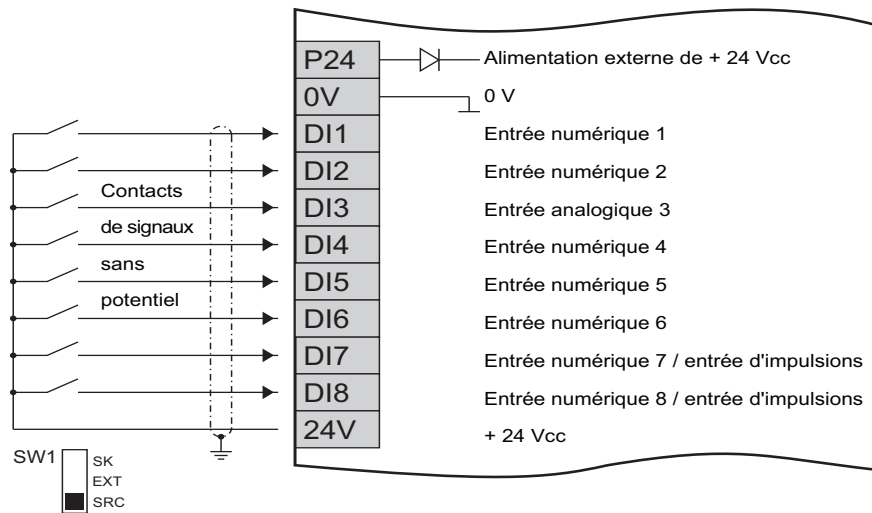 P24 Alimentation externe de + 24 Vcc
0V 0 V
DI1 Entrée numérique 1
DI2 Entrée numérique 2
Contacts DI3 Entrée analogique 3
de signaux DI4 Entrée numérique 4
sans DI5 Entrée numérique 5
potentiel DI6 Entrée numérique 6
DI7 Entrée numérique 7 / entrée d'impulsions
DI8 Entrée numérique 8 / entrée d'impulsions
24V + 24 Vcc
SW1 SK
EXT
SRC